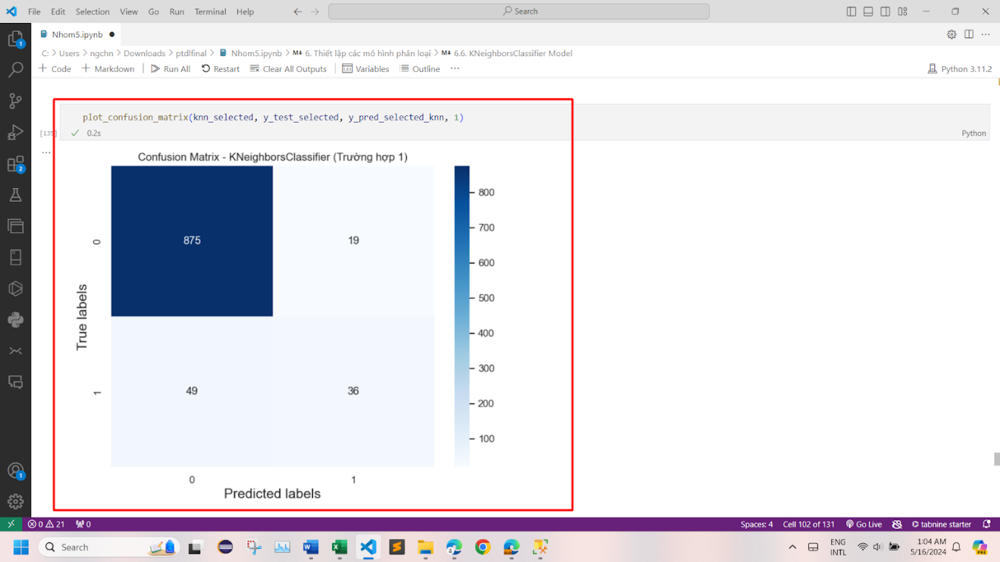 File Edit Selection View Go Run Terminal Help
Search
Nhom5.ipynb
C: > Users > ngchn > Downloads > ptdlfinal > Nhom5.ipynb > M↓ 6. Thiết lập các mô hình phân loại > M↓ 6.6. KNeighborsClassifier Model
+ Code + Markdown Run All Restart Clear All Outputs Variables Outline ... Python 3.11.2
plot_confusion_matrix(knn_selected, y_test_selected, y_pred_selected_knn, 1)
[135] 0.2s Python
...
Confusion Matrix - KNeighborsClassifier (Trường hợp 1)
875 19
49 36
0
1
True labels
0 1
Predicted labels
800
700
600
500
400
300
200
100
1
2
1
0 21 0 Spaces: 4 Cell 102 of 131 Go Live tabnine starter
Search
ENG
INTL
1:04 AM
5/16/2024
PRE